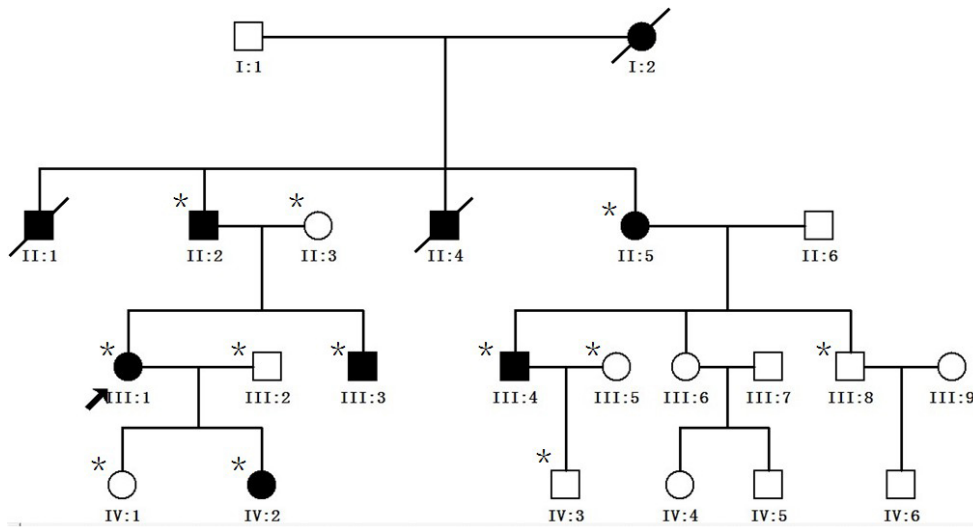 I:1 I:2
* * *
II:1 II:2 II:3 II:4 II:5 II:6
* * * * * *
III:1 III:2 III:3 III:4 III:5 III:6 III:7 III:8 III:9
* * *
IV:1 IV:2 IV:3 IV:4 IV:5 IV:6